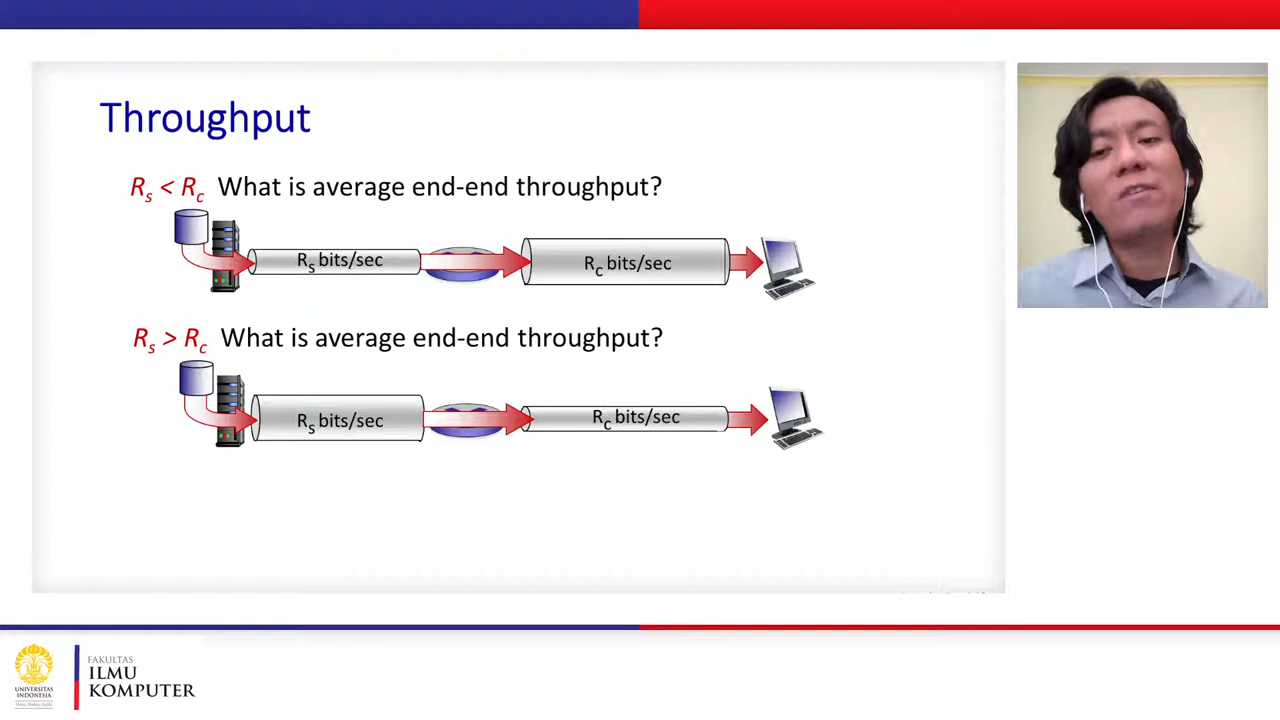 Throughput
Rs < Rc What is average end-end throughput?
Rs bits/sec
Rc bits/sec
Rs > Rc What is average end-end throughput?
Rs bits/sec
Rc bits/sec
UNIVERSITAS
INDONESIA
FAKULTAS
ILMU
KOMPUTER